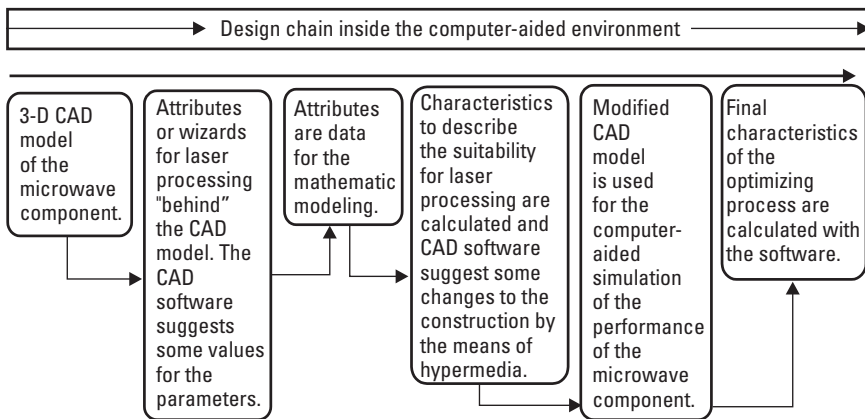 Design chain inside the computer-aided environment
3-D CAD
model
of the
microwave
component.
Attributes
or wizards
for laser
processing
"behind”
the CAD
model. The
CAD
software
suggests
some values
for the
parameters.
Attributes
are data
for the
mathematic
modeling.
Characteristics
to describe
the suitability
for laser
processing are
calculated and
CAD software
suggest some
changes to the
construction by
the means of
hypermedia.
Modified
CAD
model
is used
for the
computer-
aided
simulation
of the
performance
of the
microwave
component.
Final
characteristics
of the
optimizing
process are
calculated with
the software.